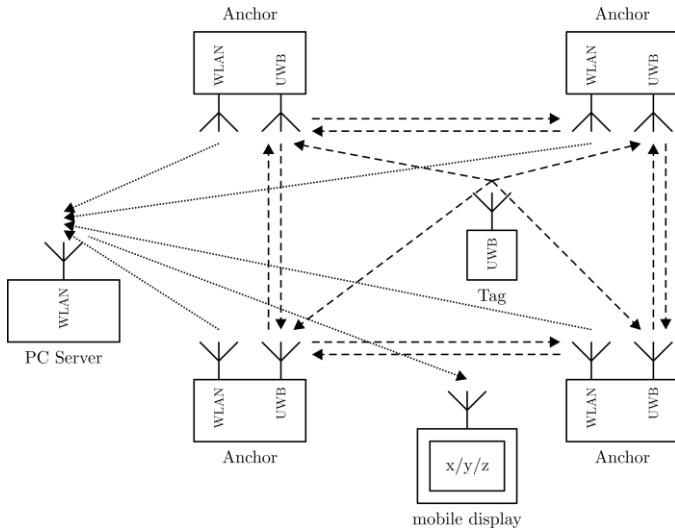 Anchor
Anchor
WLAN
UWB
WLAN
UWB
WLAN
PC Server
UWB
Tag
WLAN
UWB
Anchor
x/y/z
mobile display
WLAN
UWB
Anchor